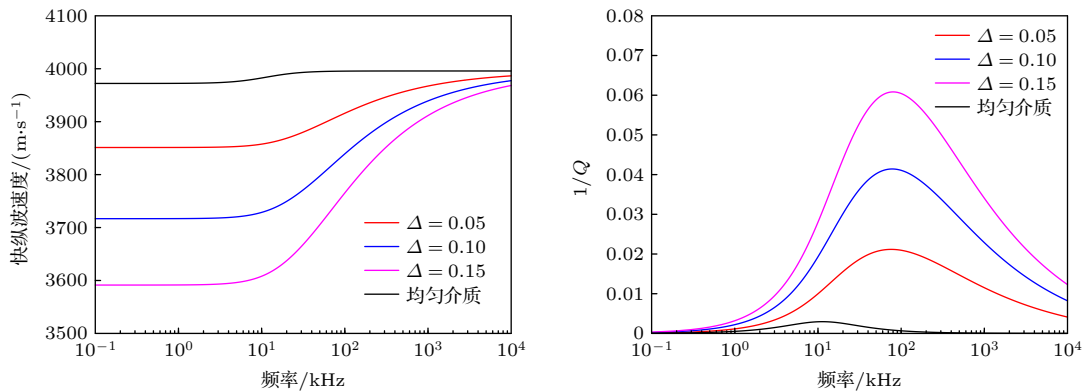 4100
4000
3900
3800
3700
3600
3500
快纵波速度/(m·s⁻¹)
Δ = 0.05
Δ = 0.10
Δ = 0.15
均匀介质
10⁻¹ 10⁰ 10¹ 10² 10³ 10⁴
频率/kHz
0.08
0.07
0.06
0.05
0.04
0.03
0.02
0.01
0
1/Q
Δ = 0.05
Δ = 0.10
Δ = 0.15
均匀介质
10⁻¹ 10⁰ 10¹ 10² 10³ 10⁴
频率/kHz